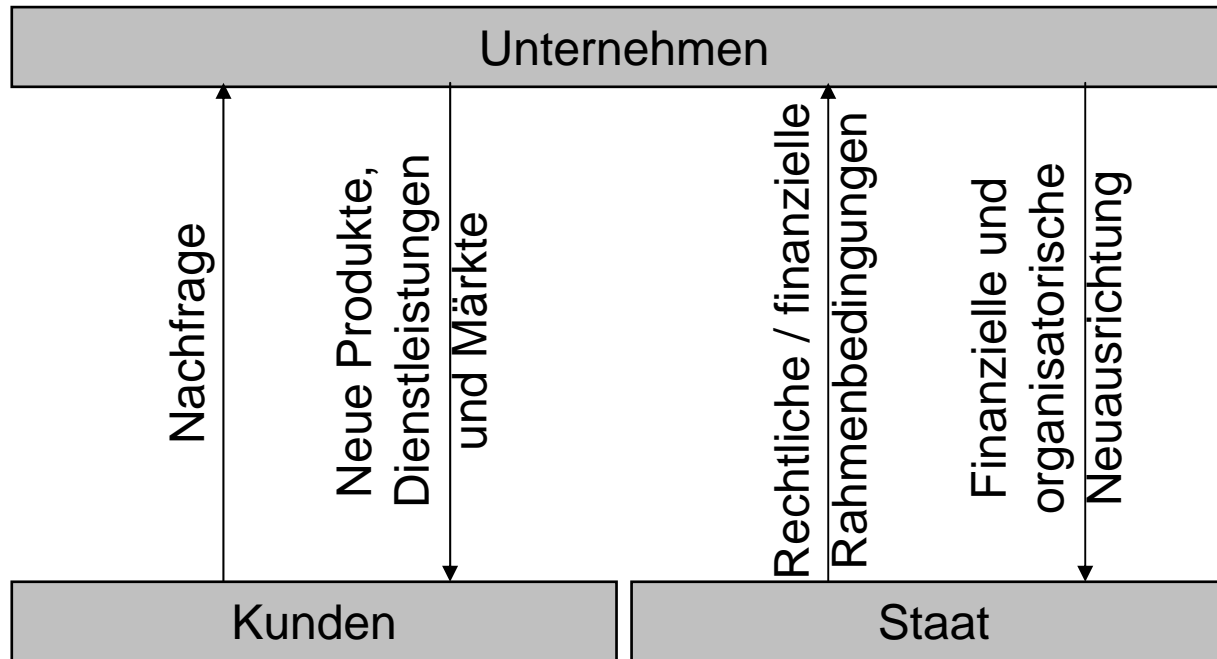 Unternehmen
Nachfrage
Neue Produkte,
Dienstleistungen
und Märkte
Rechtliche / finanzielle
Rahmenbedingungen
Finanzielle und
organisatorische
Neuausrichtung
Kunden
Staat